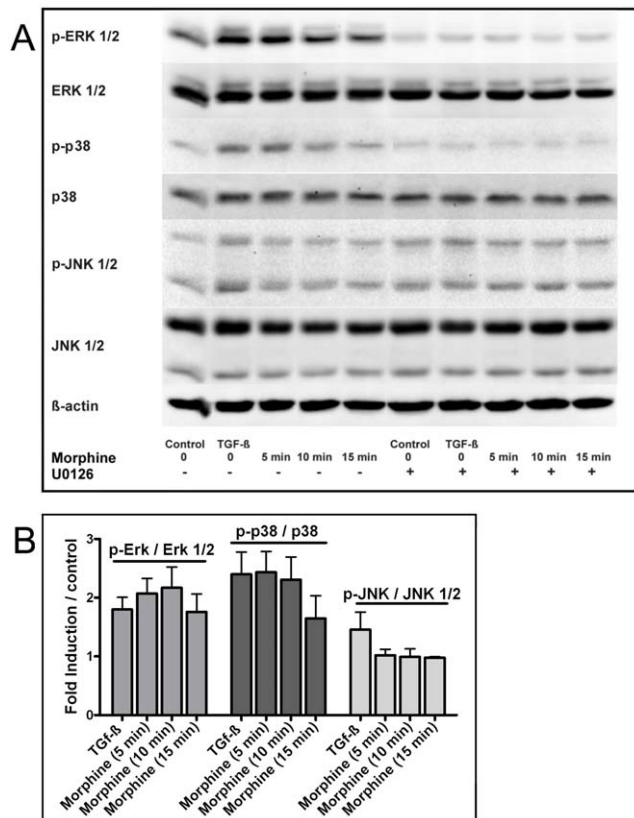 A
p-ERK 1/2
ERK 1/2
p-p38
p38
p-JNK 1/2
JNK 1/2
ß-actin
Control TGF-ß Control TGF-ß
Morphine 0 0 5 min 10 min 15 min 0 0 5 min 10 min 15 min
U0126 - - - - - + + + + +
B
p-p38 / p38
p-Erk / Erk 1/2
p-JNK / JNK 1/2
Fold Induction / control
3
2
1
0
TGF-ß
Morphine (5 min)
Morphine (10 min)
Morphine (15 min)
TGF-ß
Morphine (5 min)
Morphine (10 min)
Morphine (15 min)
TGF-ß
Morphine (5 min)
Morphine (10 min)
Morphine (15 min)